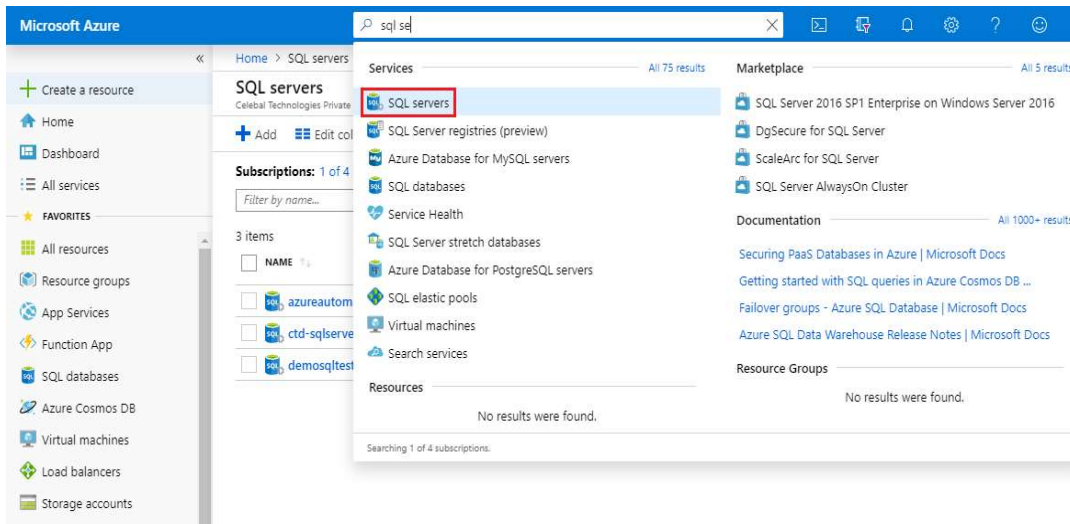 Microsoft Azure
sql se
«
Create a resource
Home
Dashboard
All services
FAVORITES
All resources
Resource groups
App Services
Function App
SQL databases
Azure Cosmos DB
Virtual machines
Load balancers
Storage accounts
Home > SQL servers
SQL servers
Celebal Technologies Private
Add Edit col
Subscriptions: 1 of 4
Filter by name...
3 items
NAME
azureautom
ctd-sqlserve
demosqltest
Services All 75 results
SQL servers
SQL Server registries (preview)
Azure Database for MySQL servers
SQL databases
Service Health
SQL Server stretch databases
Azure Database for PostgreSQL servers
SQL elastic pools
Virtual machines
Search services
Resources
No results were found.
Searching 1 of 4 subscriptions.
Marketplace All 5 results
SQL Server 2016 SP1 Enterprise on Windows Server 2016
DgSecure for SQL Server
ScaleArc for SQL Server
SQL Server AlwaysOn Cluster
Documentation All 1000+ results
Securing PaaS Databases in Azure | Microsoft Docs
Getting started with SQL queries in Azure Cosmos DB ...
Failover groups - Azure SQL Database | Microsoft Docs
Azure SQL Data Warehouse Release Notes | Microsoft Docs
Resource Groups
No results were found.